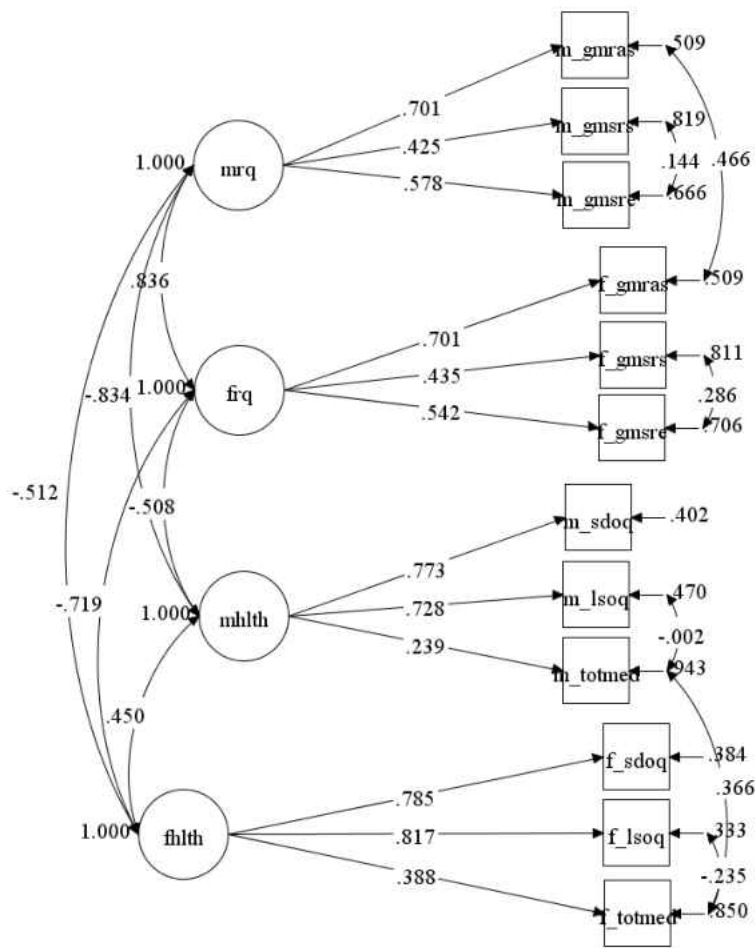 m_gmras
.509
.701
m_gmsrs
.819
1.000
mrq
.425
.144
.466
.578
m_gmsre
.666
.836
f_gmras
.509
.701
f_gmsrs
.811
1.000
frq
.435
.286
-.834
.542
f_gmsre
.706
-.512
-.508
m_sdoq
.402
.773
-.719
1.000
mhlth
.728
m_lsoq
.470
-.002
.239
m_totmed
.943
.450
f_sdoq
.384
.366
.785
1.000
fhlth
.817
f_lsoq
.333
-.235
.388
f_totmed
.850